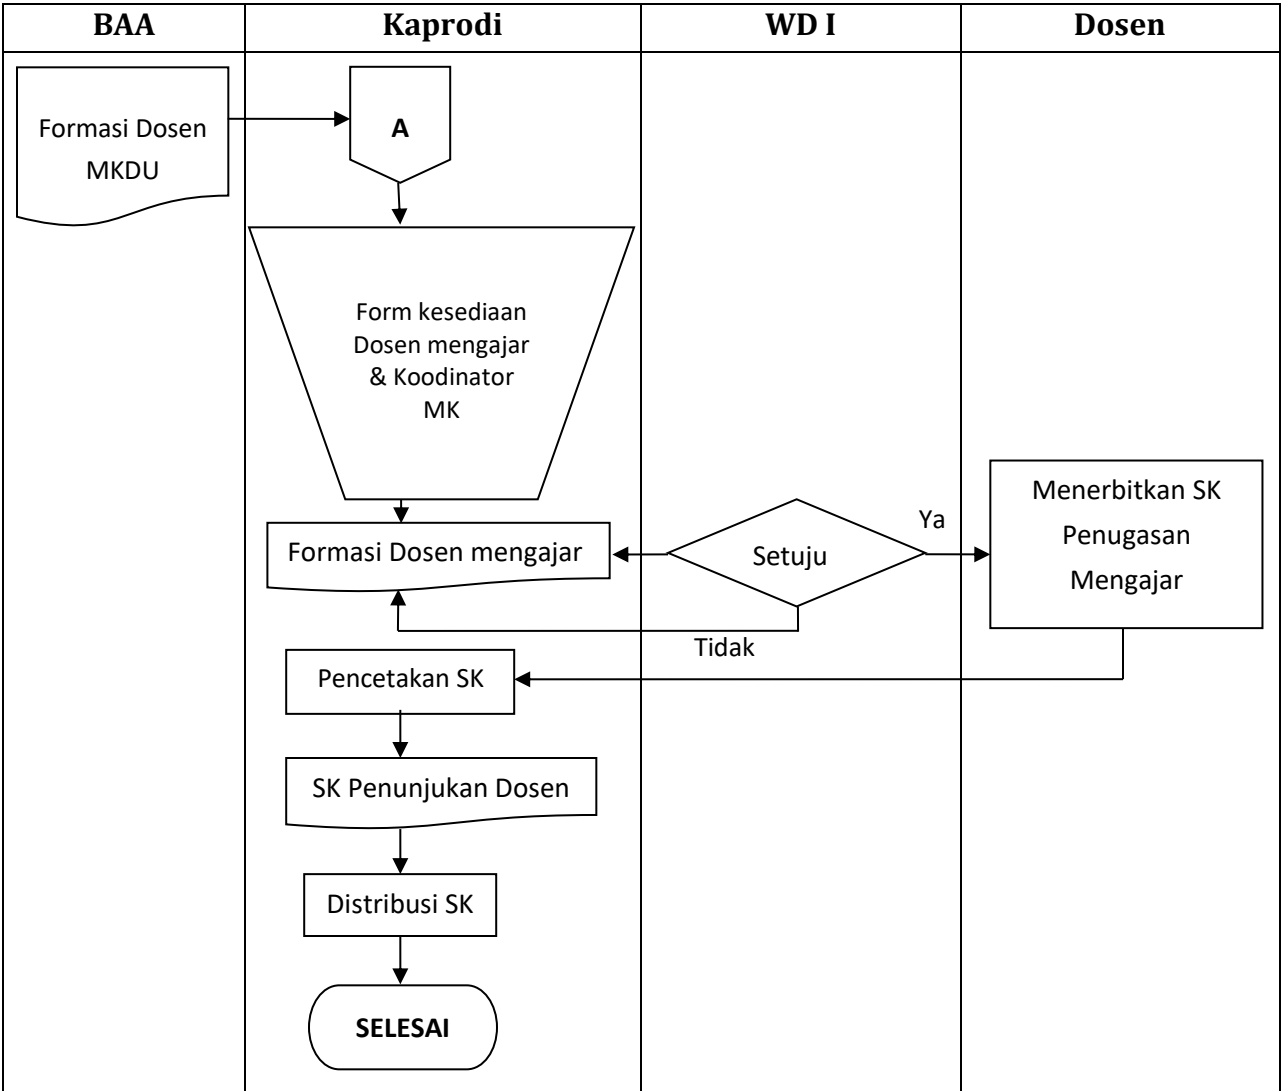 BAA
Kaprodi
WD I
Dosen
Formasi Dosen
MKDU
A
Form kesediaan
Dosen mengajar
& Koodinator
MK
Formasi Dosen mengajar
Setuju
Ya
Tidak
Menerbitkan SK
Penugasan
Mengajar
Pencetakan SK
SK Penunjukan Dosen
Distribusi SK
SELESAI